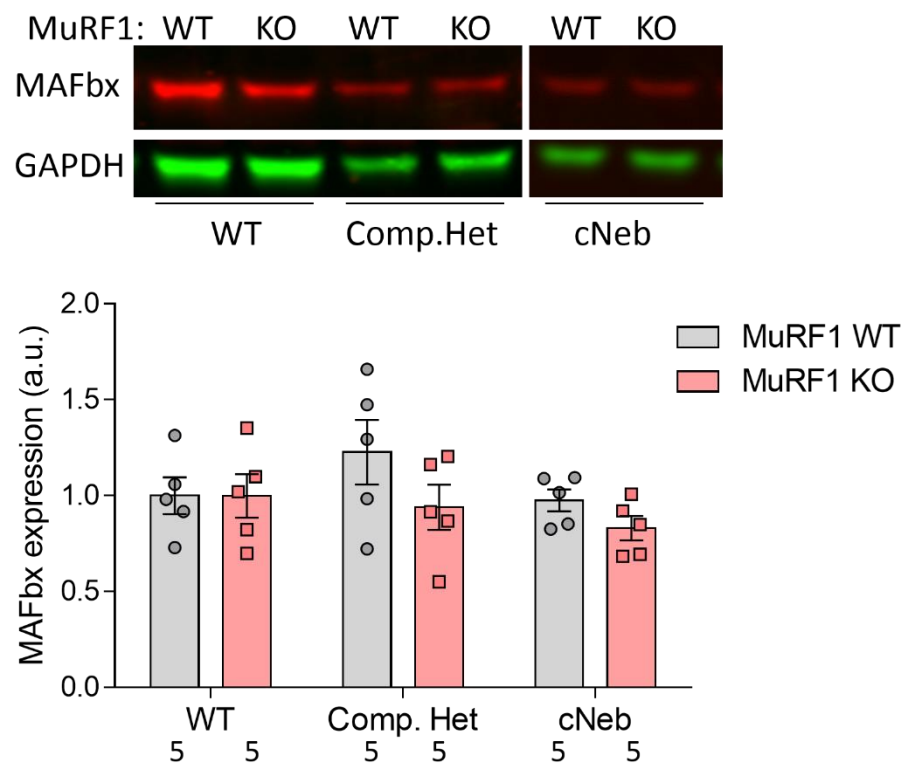 MuRF1: WT KO WT KO WT KO
MAFbx
GAPDH
WT Comp.Het cNeb
MAFbx expression (a.u.)
2.0
1.5
1.0
0.5
0.0
MuRF1 WT
MuRF1 KO
WT Comp. Het cNeb
5 5 5 5 5 5